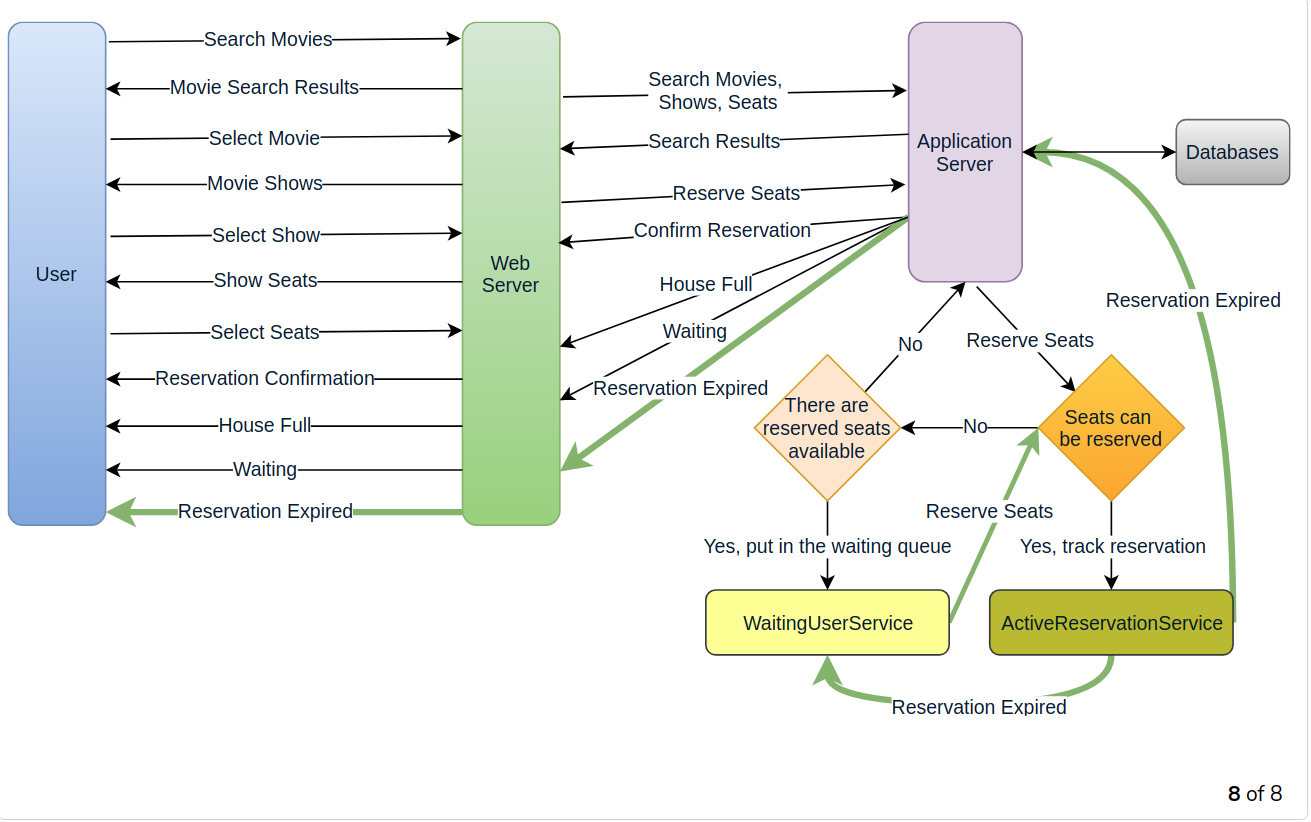 Search Movies
Movie Search Results
Select Movie
Movie Shows
Select Show
Show Seats
Select Seats
Reservation Confirmation
House Full
Waiting
Reservation Expired
User
Web
Server
Search Movies,
Shows, Seats
Search Results
Reserve Seats
Confirm Reservation
House Full
Waiting
Reservation Expired
Application
Server
Databases
Reservation Expired
No
Reserve Seats
There are
reserved seats
available
No
Seats can
be reserved
Reserve Seats
Yes, put in the waiting queue
Yes, track reservation
WaitingUserService
ActiveReservationService
Reservation Expired
8 of 8